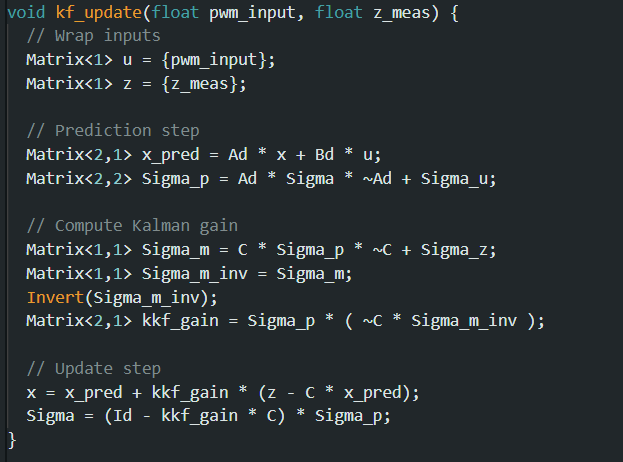 void kf_update(float pwm_input, float z_meas) {
// Wrap inputs
Matrix<1> u = {pwm_input};
Matrix<1> z = {z_meas};
// Prediction step
Matrix<2,1> x_pred = Ad * x + Bd * u;
Matrix<2,2> Sigma_p = Ad * Sigma * ~Ad + Sigma_u;
// Compute Kalman gain
Matrix<1,1> Sigma_m = C * Sigma_p * ~C + Sigma_z;
Matrix<1,1> Sigma_m_inv = Sigma_m;
Invert(Sigma_m_inv);
Matrix<2,1> kkf_gain = Sigma_p * ( ~C * Sigma_m_inv );
// Update step
x = x_pred + kkf_gain * (z - C * x_pred);
Sigma = (Id - kkf_gain * C) * Sigma_p;
}